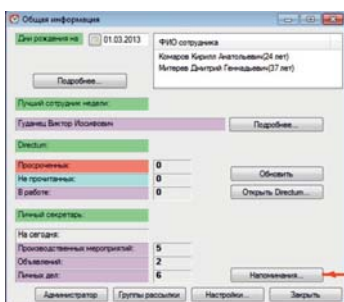 Общая информация
Дни рождения на 01.03.2013
ФИО сотрудника
Комаров Кирилл Анатольевич(24 лет)
Митерев Дмитрий Геннадьевич(37 лет)
Подробнее...
Лучший сотрудник недели:
Гуданец Виктор Иосифович
Подробнее...
Directum:
Просроченных: 0
Не прочитанных: 0
Обновить
В работе: 0
Открыть Directum...
Личный секретарь:
На сегодня:
Производственных мероприятий: 5
Объявлений: 2
Личных дел: 6
Напоминания...
Администратор Группы рассылки Настройки... Закрыть